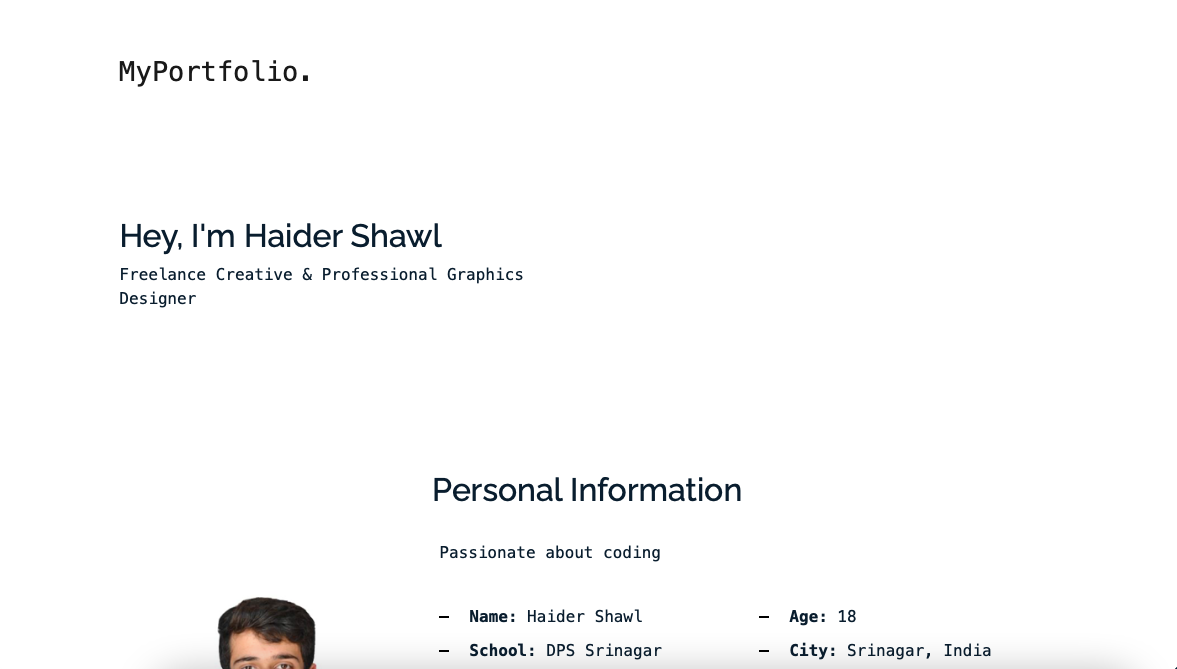 MyPortfolio.
Hey, I'm Haider Shawl
Freelance Creative & Professional Graphics
Designer
Personal Information
Passionate about coding
– Name: Haider Shawl
– Age: 18
– School: DPS Srinagar
– City: Srinagar, India